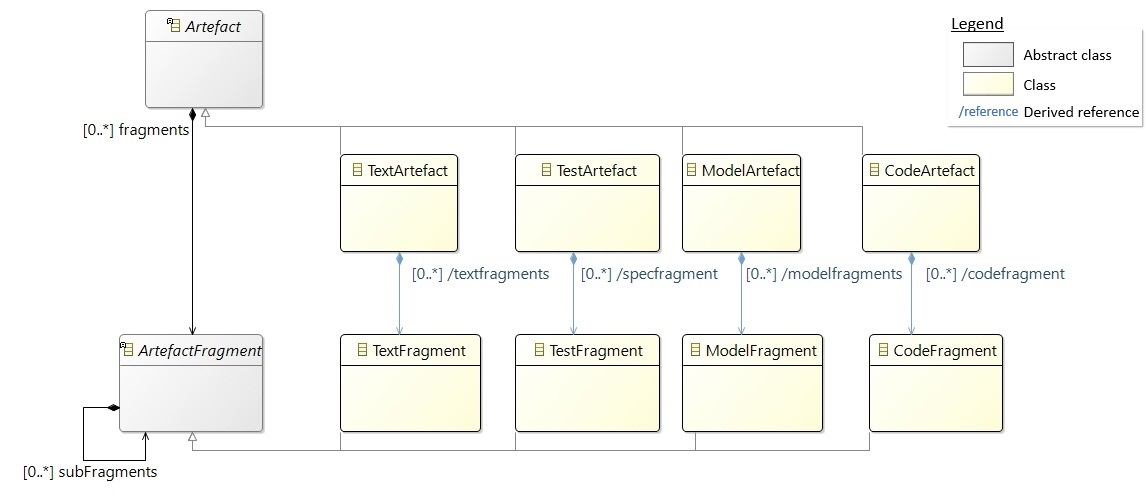 Artefact
Legend
Abstract class
Class
/reference Derived reference
[0..*] fragments
TextArtefact
TestArtefact
ModelArtefact
CodeArtefact
[0..*] /textfragments
[0..*] /specfragment
[0..*] /modelfragments
[0..*] /codefragment
ArtefactFragment
TextFragment
TestFragment
ModelFragment
CodeFragment
[0..*] subFragments